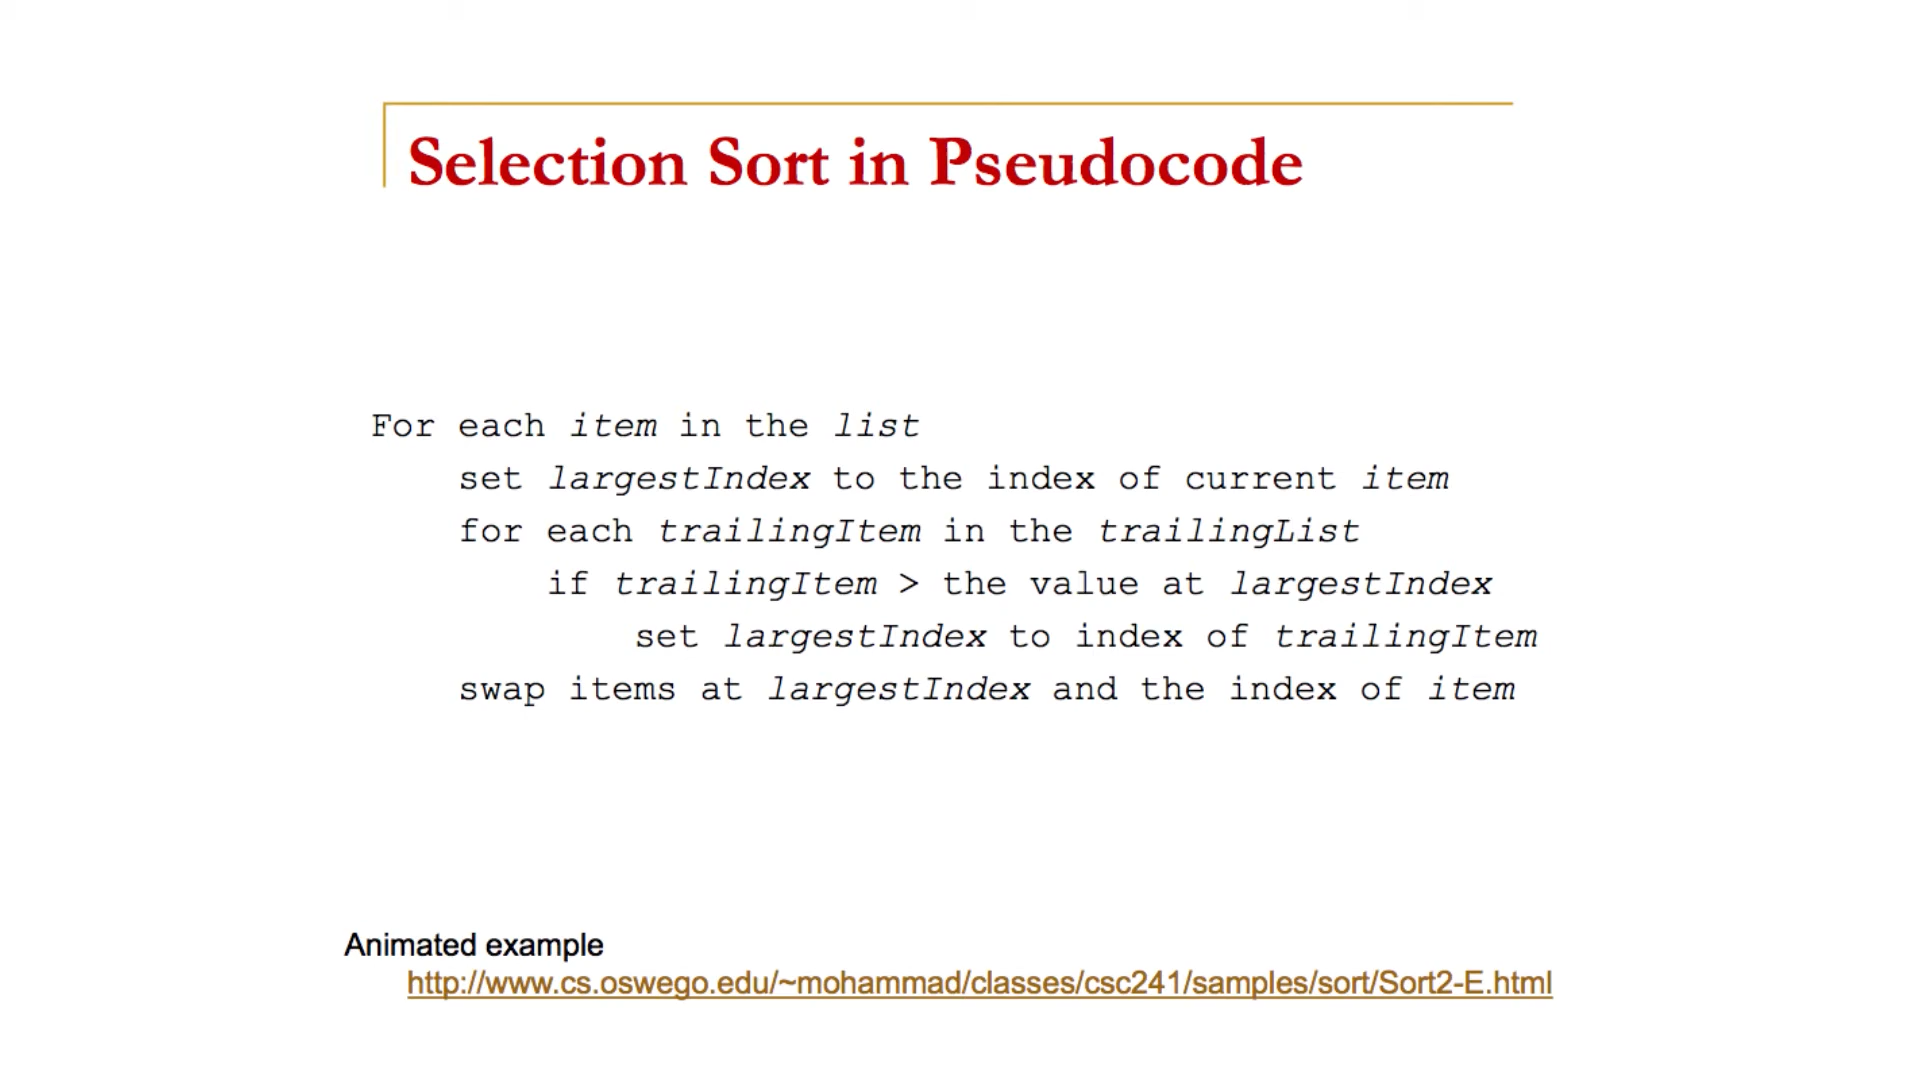 Selection Sort in Pseudocode
For each item in the list
set largestIndex to the index of current item
for each trailingItem in the trailingList
if trailingItem > the value at largestIndex
set largestIndex to index of trailingItem
swap items at largestIndex and the index of item
Animated example
http://www.cs.oswego.edu/~mohammad/classes/csc241/samples/sort/Sort2-E.html